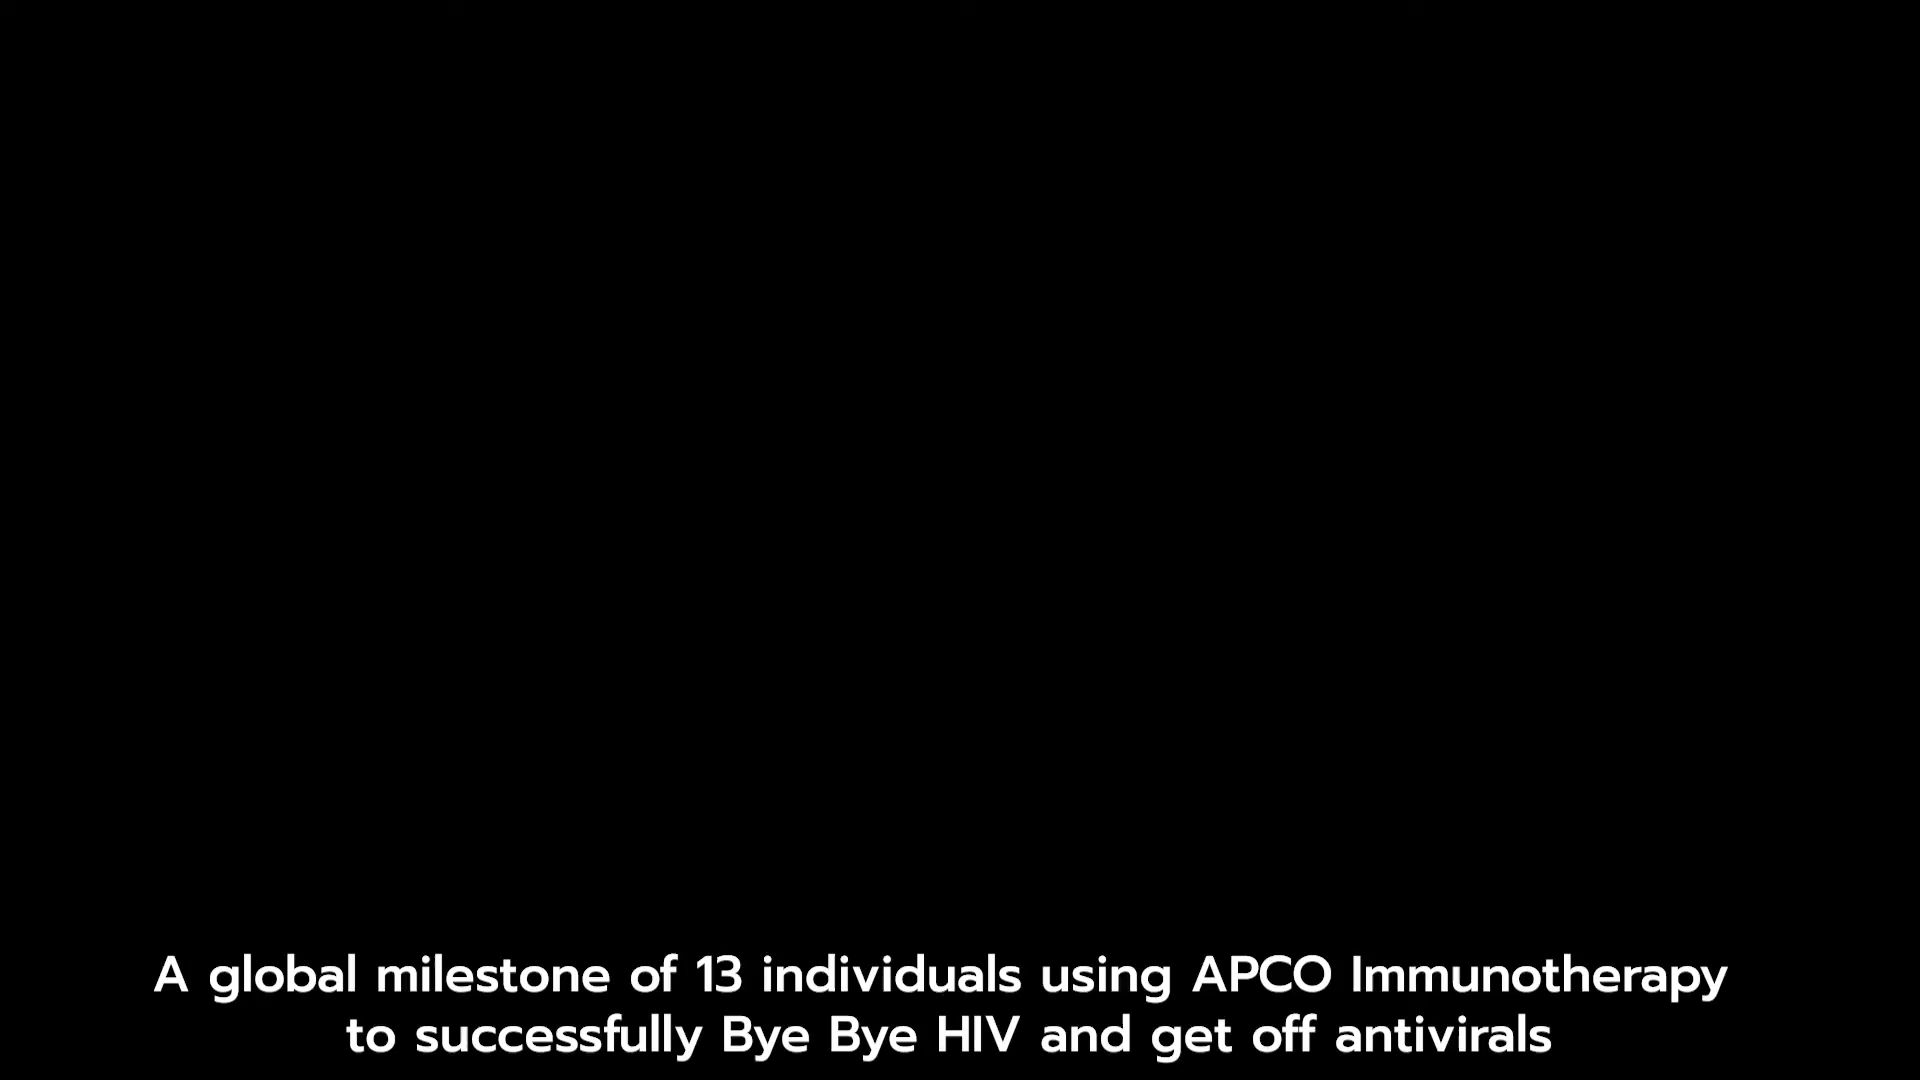 A global milestone of 13 individuals using APCO Immunotherapy
to successfully Bye Bye HIV and get off antivirals